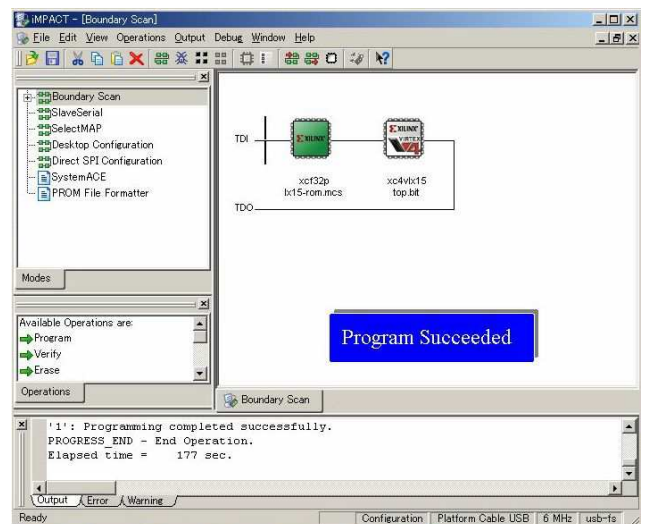 iMPACT - [Boundary Scan]
File Edit View Operations Output Debug Window Help
Boundary Scan
SlaveSerial
SelectMAP
Desktop Configuration
Direct SPI Configuration
SystemACE
PROM File Formatter
Modes
Available Operations are:
Program
Verify
Erase
Operations
TDI
XILINX
XILINX
VIRTEX
4
xcf32p
lx15-rom.mcs
xc4vlx15
top.bit
TDO
Program Succeeded
Boundary Scan
'1': Programming completed successfully.
PROGRESS_END - End Operation.
Elapsed time = 177 sec.
Output Error Warning
Ready
Configuration Platform Cable USB 6 MHz usb-fs